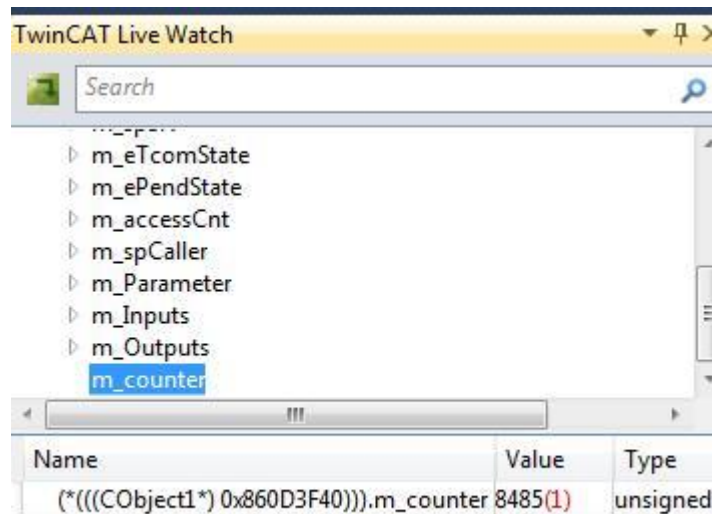 TwinCAT Live Watch
Search
m_eTcomState
m_ePendState
m_accessCnt
m_spCaller
m_Parameter
m_Inputs
m_Outputs
m_counter
Name Value Type
(*(((CObject1*) 0x860D3F40))).m_counter 8485(1) unsigned